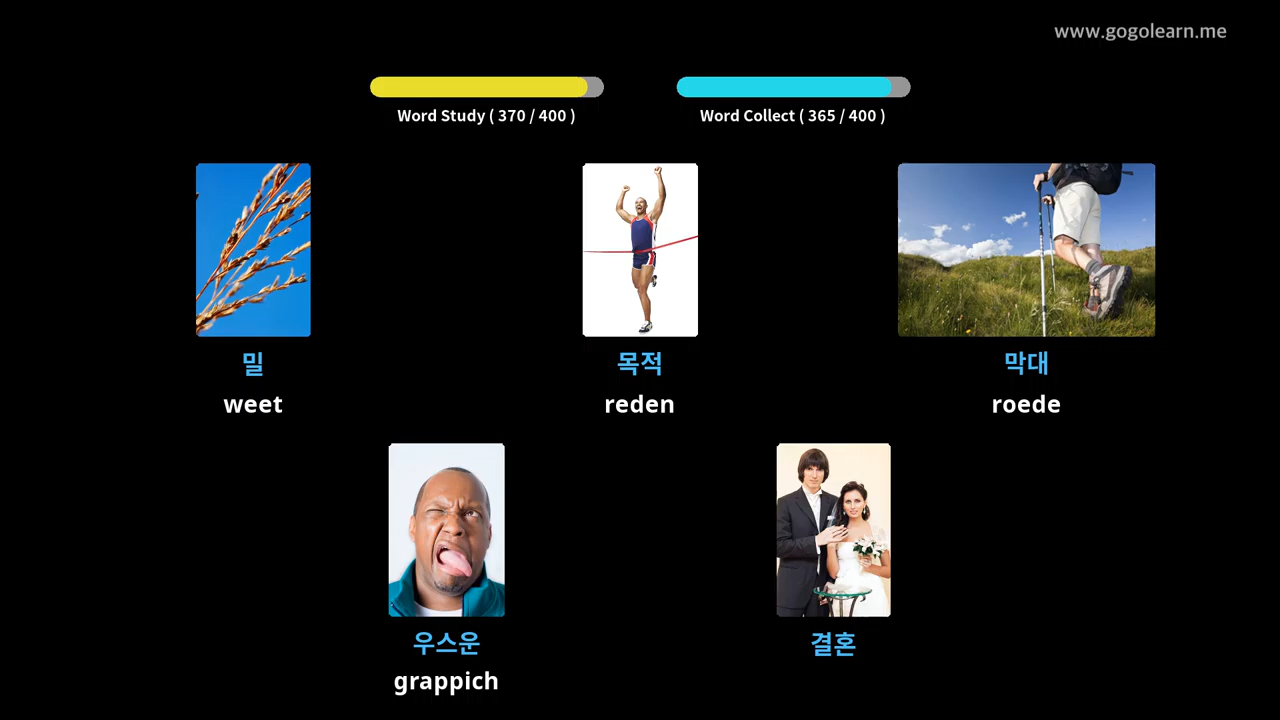 www.gogolearn.me
Word Study ( 370 / 400 )
Word Collect ( 365 / 400 )
밀
목적
막대
weet
reden
roede
우스운
결혼
grappich